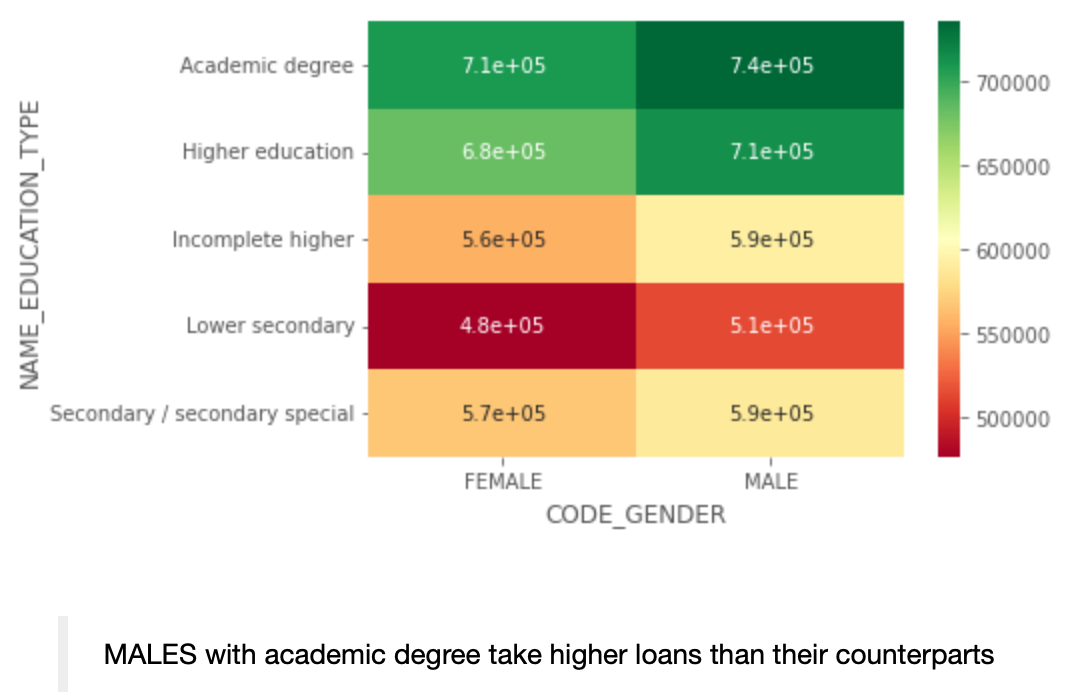 NAME_EDUCATION_TYPE
Academic degree 7.1e+05 7.4e+05
Higher education 6.8e+05 7.1e+05
Incomplete higher 5.6e+05 5.9e+05
Lower secondary 4.8e+05 5.1e+05
Secondary / secondary special 5.7e+05 5.9e+05
FEMALE MALE
CODE_GENDER
700000
650000
600000
550000
500000
MALES with academic degree take higher loans than their counterparts